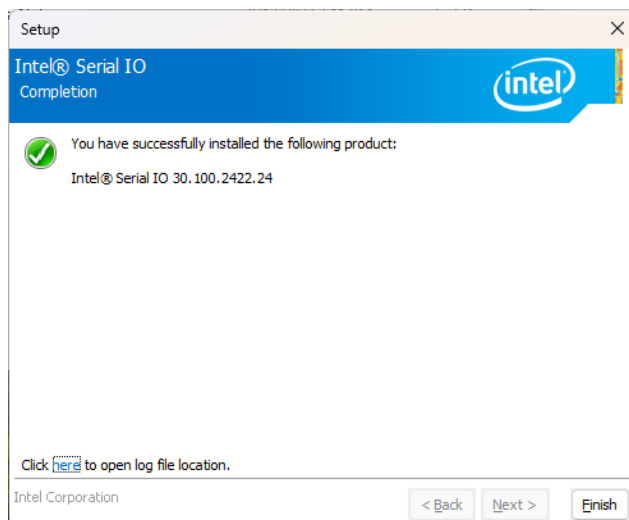 Setup
Intel® Serial IO
Completion
intel
You have successfully installed the following product:
Intel® Serial IO 30.100.2422.24
Click here to open log file location.
Intel Corporation
< Back Next > Finish